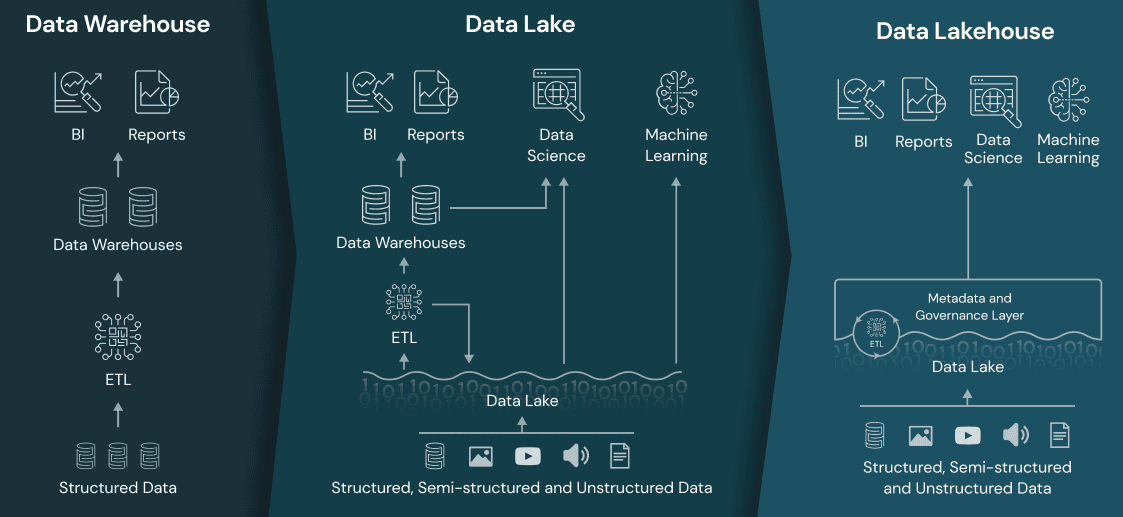 Data Warehouse
BI
Reports
Data Warehouses
ETL
Structured Data
Data Lake
BI
Reports
Data
Science
Machine
Learning
Data Warehouses
ETL
Data Lake
Structured, Semi-structured and Unstructured Data
Data Lakehouse
BI
Reports
Data
Science
Machine
Learning
Metadata and
Governance Layer
ETL
Data Lake
Structured, Semi-structured
and Unstructured Data